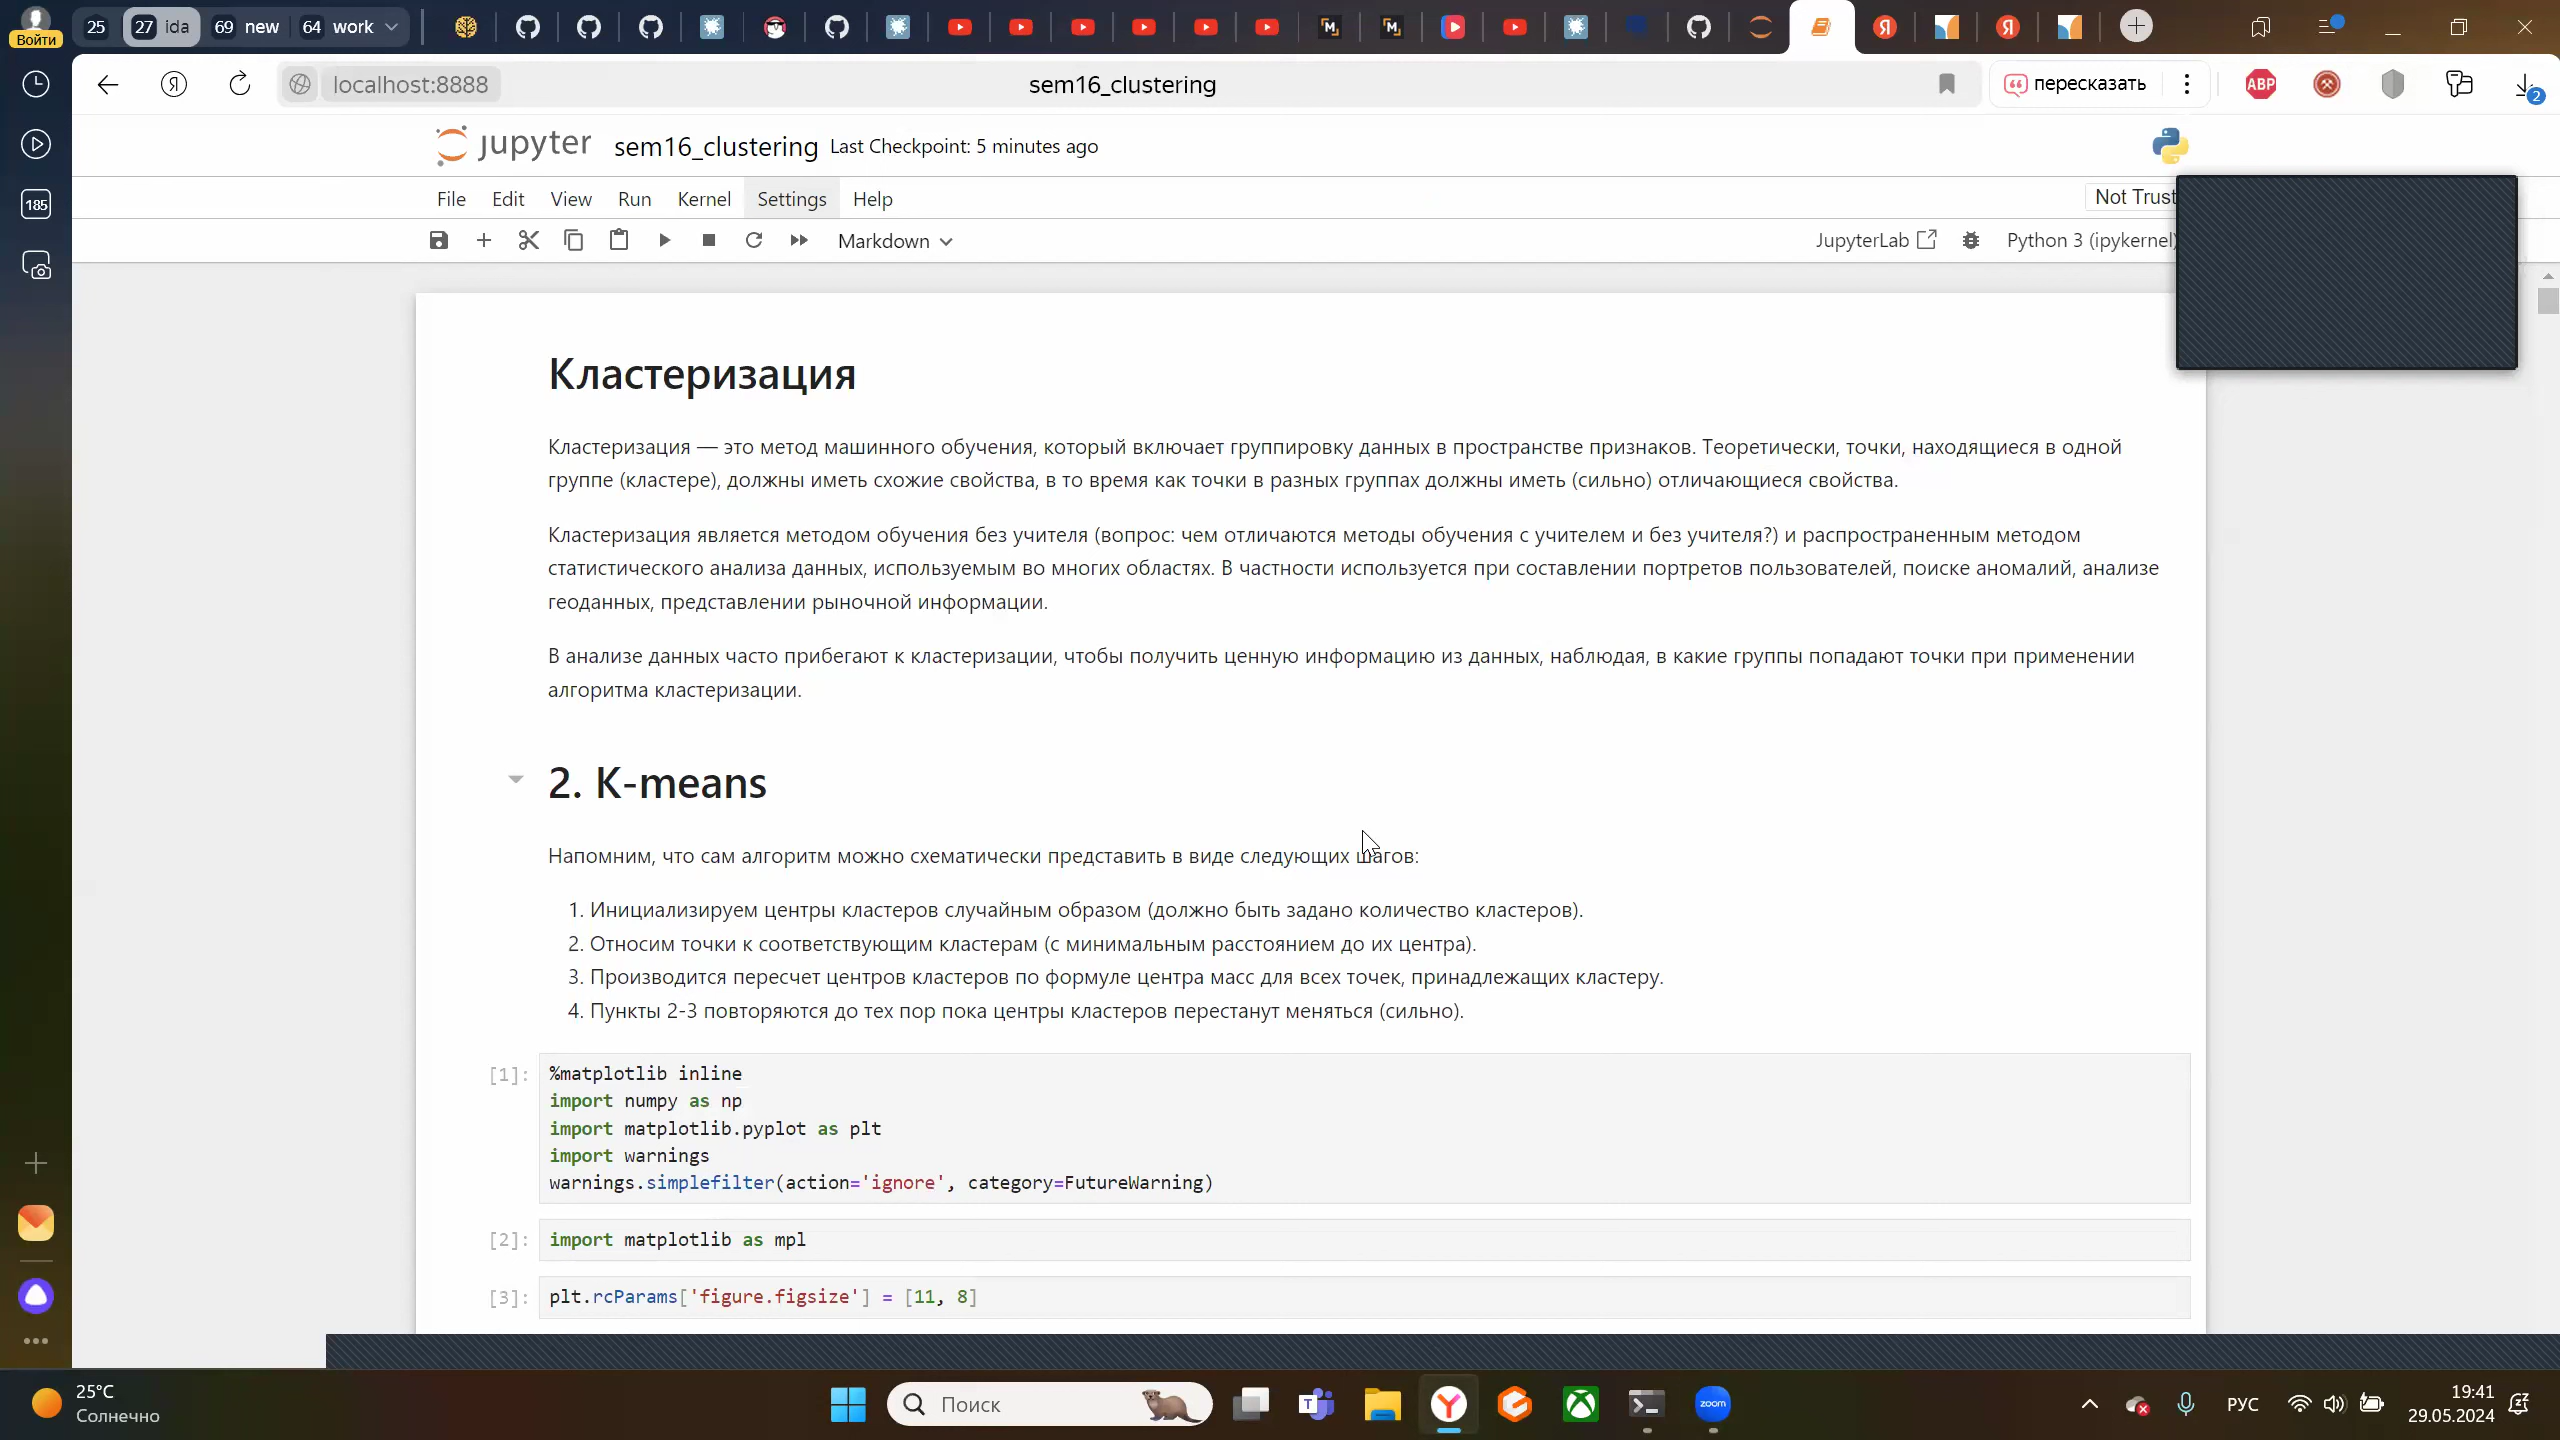 Войти
25
27 ida
69 new
64 work
localhost:8888
sem16_clustering
пересказать
ABP
2
185
jupyter sem16_clustering Last Checkpoint: 5 minutes ago
File Edit View Run Kernel Settings Help
Not Trust
Markdown
JupyterLab
Python 3 (ipykernel)
Кластеризация
Кластеризация — это метод машинного обучения, который включает группировку данных в пространстве признаков. Теоретически, точки, находящиеся в одной
группе (кластере), должны иметь схожие свойства, в то время как точки в разных группах должны иметь (сильно) отличающиеся свойства.
Кластеризация является методом обучения без учителя (вопрос: чем отличаются методы обучения с учителем и без учителя?) и распространенным методом
статистического анализа данных, используемым во многих областях. В частности используется при составлении портретов пользователей, поиске аномалий, анализе
геоданных, представлении рыночной информации.
В анализе данных часто прибегают к кластеризации, чтобы получить ценную информацию из данных, наблюдая, в какие группы попадают точки при применении
алгоритма кластеризации.
2. K-means
Напомним, что сам алгоритм можно схематически представить в виде следующих шагов:
1. Инициализируем центры кластеров случайным образом (должно быть задано количество кластеров).
2. Относим точки к соответствующим кластерам (с минимальным расстоянием до их центра).
3. Производится пересчет центров кластеров по формуле центра масс для всех точек, принадлежащих кластеру.
4. Пункты 2-3 повторяются до тех пор пока центры кластеров перестанут меняться (сильно).
[1]: %matplotlib inline
import numpy as np
import matplotlib.pyplot as plt
import warnings
warnings.simplefilter(action='ignore', category=FutureWarning)
[2]: import matplotlib as mpl
[3]: plt.rcParams['figure.figsize'] = [11, 8]
25°C
Солнечно
Поиск
zoom
РУС
19:41
29.05.2024